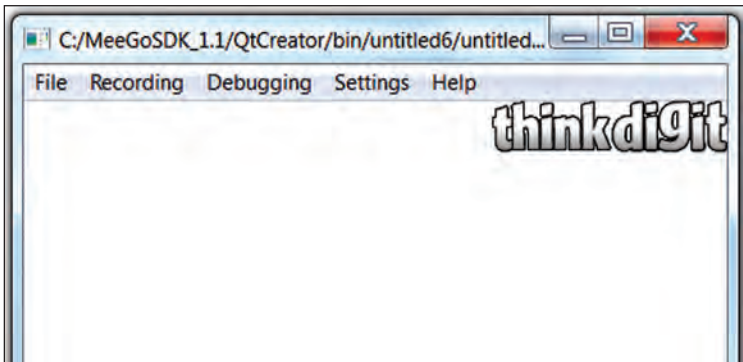 C:/MeeGoSDK_1.1/QtCreator/bin/untitled6/untitled...
File Recording Debugging Settings Help
thinkdigit